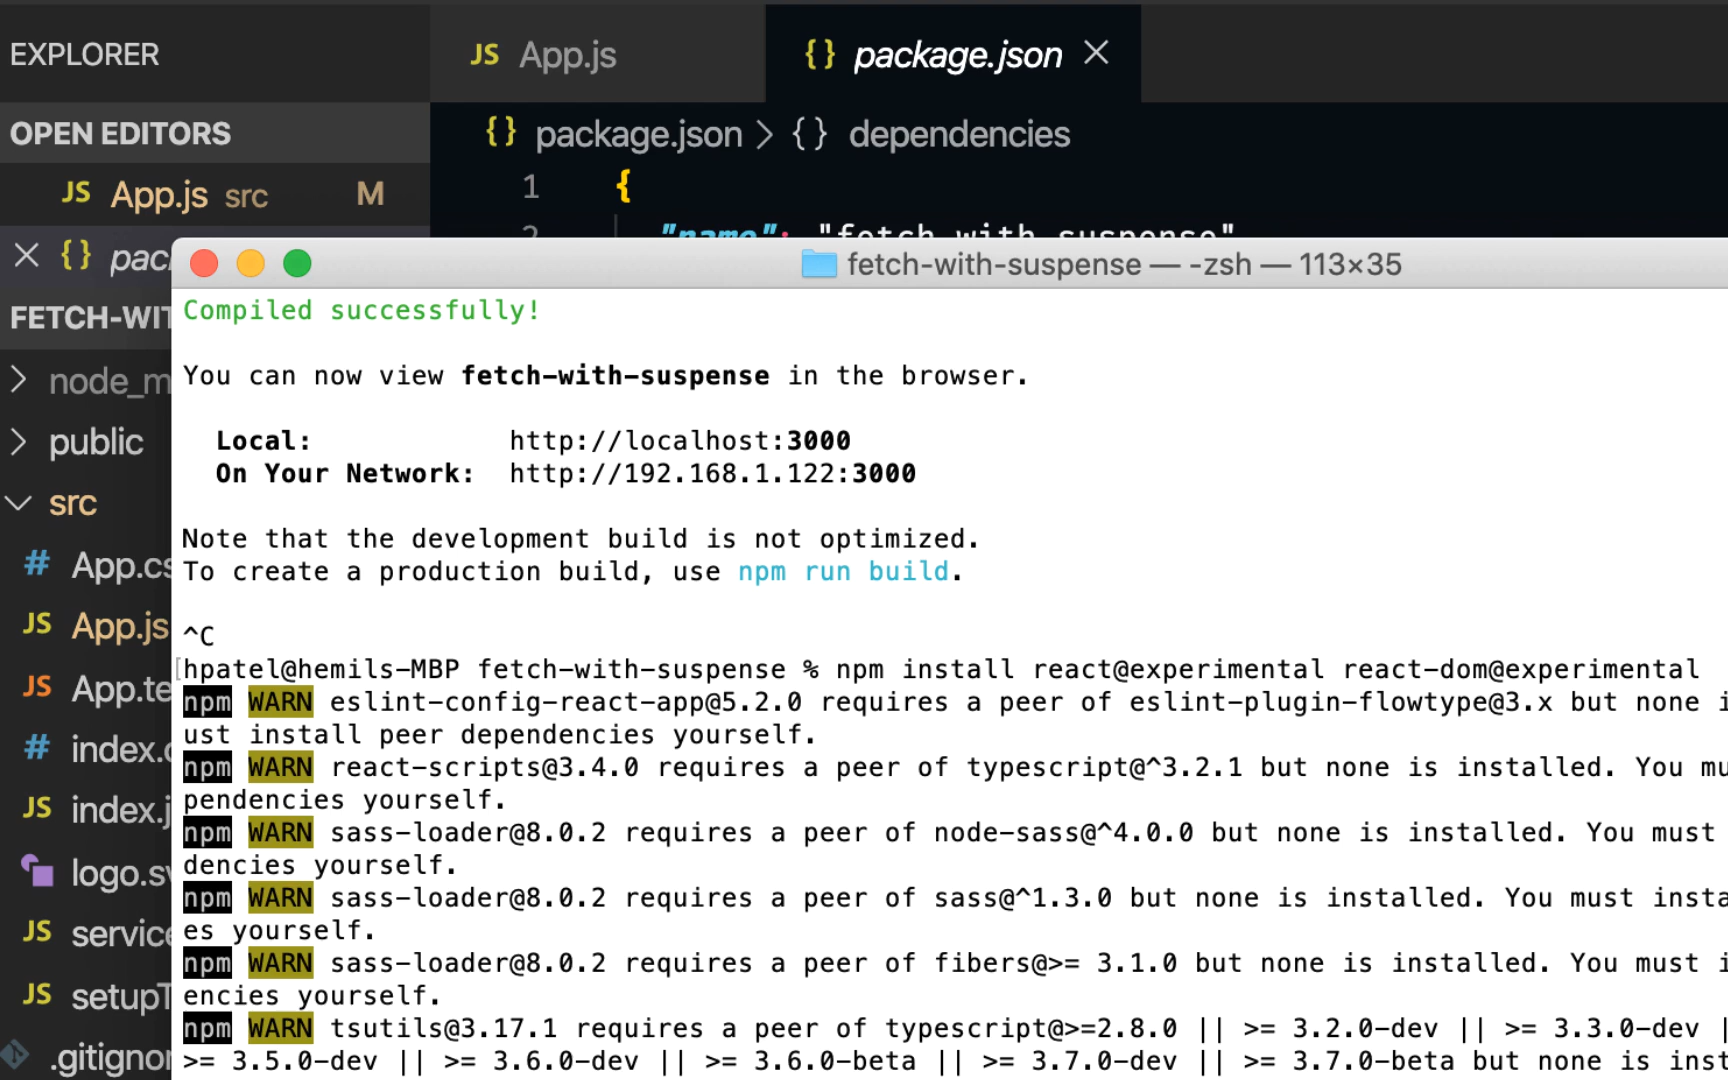 EXPLORER
JS App.js
{ } package.json
OPEN EDITORS
{ } package.json > { } dependencies
JS App.js src M
1 {
2 "name": "fetch-with-suspense"
{ }
fetch-with-suspense — -zsh — 113×35
Compiled successfully!
You can now view fetch-with-suspense in the browser.
node_m
Local: http://localhost:3000
public
On Your Network: http://192.168.1.122:3000
src
Note that the development build is not optimized.
App.cs
To create a production build, use npm run build.
JS App.js
^C
hpatel@hemils-MBP fetch-with-suspense % npm install react@experimental react-dom@experimental
JS App.te
npm WARN eslint-config-react-app@5.2.0 requires a peer of eslint-plugin-flowtype@3.x but none i
ust install peer dependencies yourself.
index.
npm WARN react-scripts@3.4.0 requires a peer of typescript@^3.2.1 but none is installed. You mu
pendencies yourself.
JS index.j
npm WARN sass-loader@8.0.2 requires a peer of node-sass@^4.0.0 but none is installed. You must
dencies yourself.
logo.sv
npm WARN sass-loader@8.0.2 requires a peer of sass@^1.3.0 but none is installed. You must insta
es yourself.
JS service
npm WARN sass-loader@8.0.2 requires a peer of fibers@>= 3.1.0 but none is installed. You must i
encies yourself.
JS setupT
npm WARN tsutils@3.17.1 requires a peer of typescript@>=2.8.0 || >= 3.2.0-dev || >= 3.3.0-dev |
.gitignor
>= 3.5.0-dev || >= 3.6.0-dev || >= 3.6.0-beta || >= 3.7.0-dev || >= 3.7.0-beta but none is inst